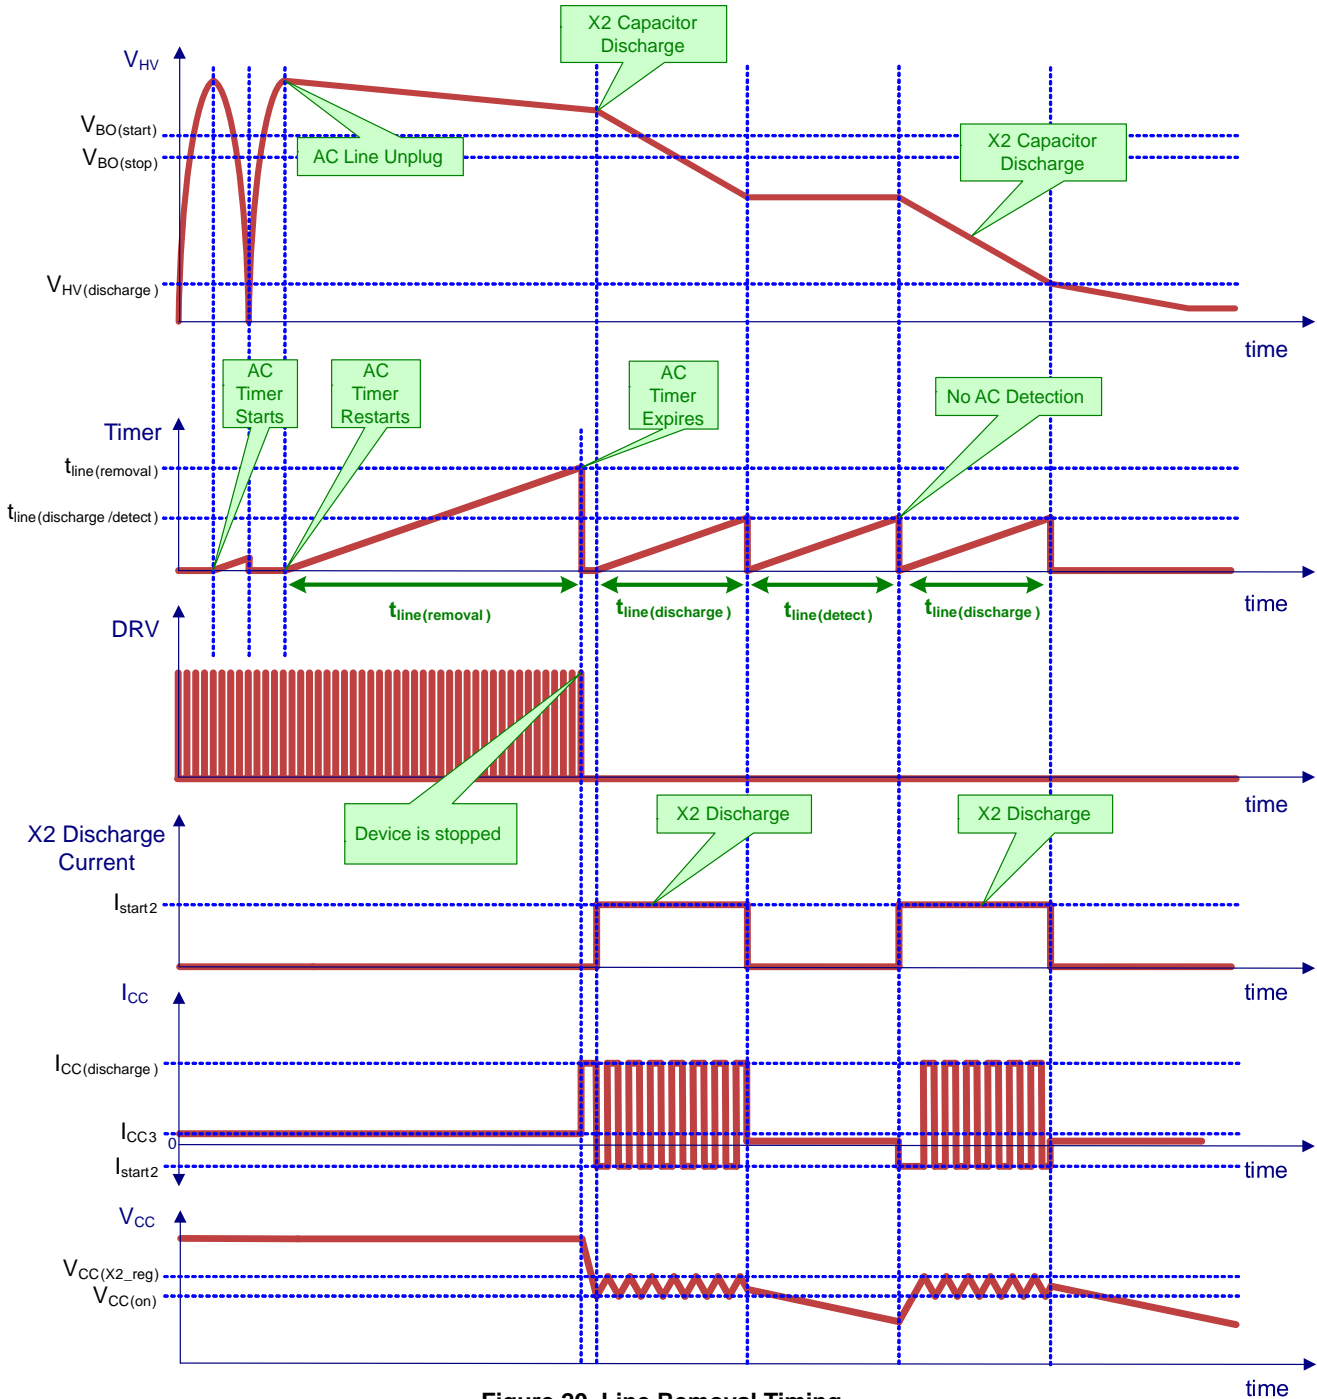 X2 Capacitor
Discharge
VHV
VBO(start)
VBO(stop)
AC Line Unplug
X2 Capacitor
Discharge
VHV(discharge)
time
AC
Timer
Starts
AC
Timer
Restarts
AC
Timer
Expires
No AC Detection
Timer
tline(removal)
tline(discharge/detect)
tline(removal)
tline(discharge)
tline(detect)
tline(discharge)
time
DRV
Device is stopped
time
X2 Discharge
X2 Discharge
X2 Discharge
Current
Istart2
time
ICC
ICC(discharge)
ICC3
0
Istart2
time
VCC
VCC(X2_reg)
VCC(on)
time